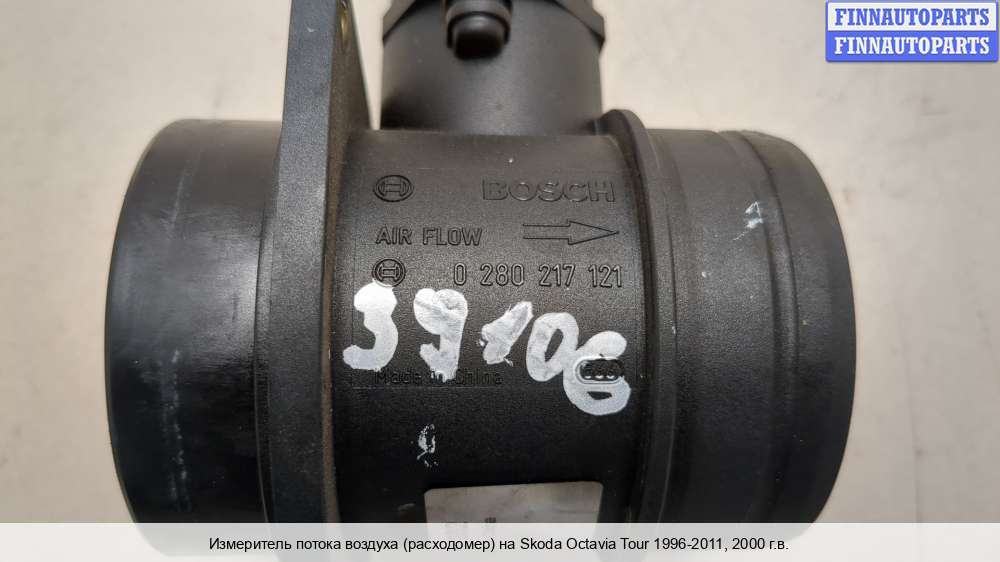 FINNAUTOPARTS
FINNAUTOPARTS
BOSCH
AIR FLOW
0 280 217 121
39106
Made in China
Измеритель потока воздуха (расходомер) на Skoda Octavia Tour 1996-2011, 2000 г.в.